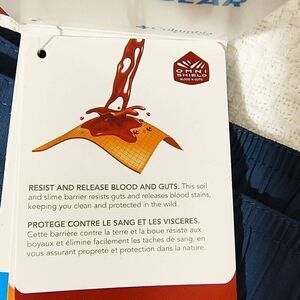 Columbia
OMNI
SHIELD
BLOOD N GUTS
RESIST AND RELEASE BLOOD AND GUTS. This soil
and slime barrier resists guts and releases blood stains,
keeping you clean and protected in the wild.
PROTEGE CONTRE LE SANG ET LES VISCERES.
Cette barrière contre la terre et la boue résiste aux
boyaux et élimine facilement les taches de sang, en
vous assurant propreté et protection dans la nature.